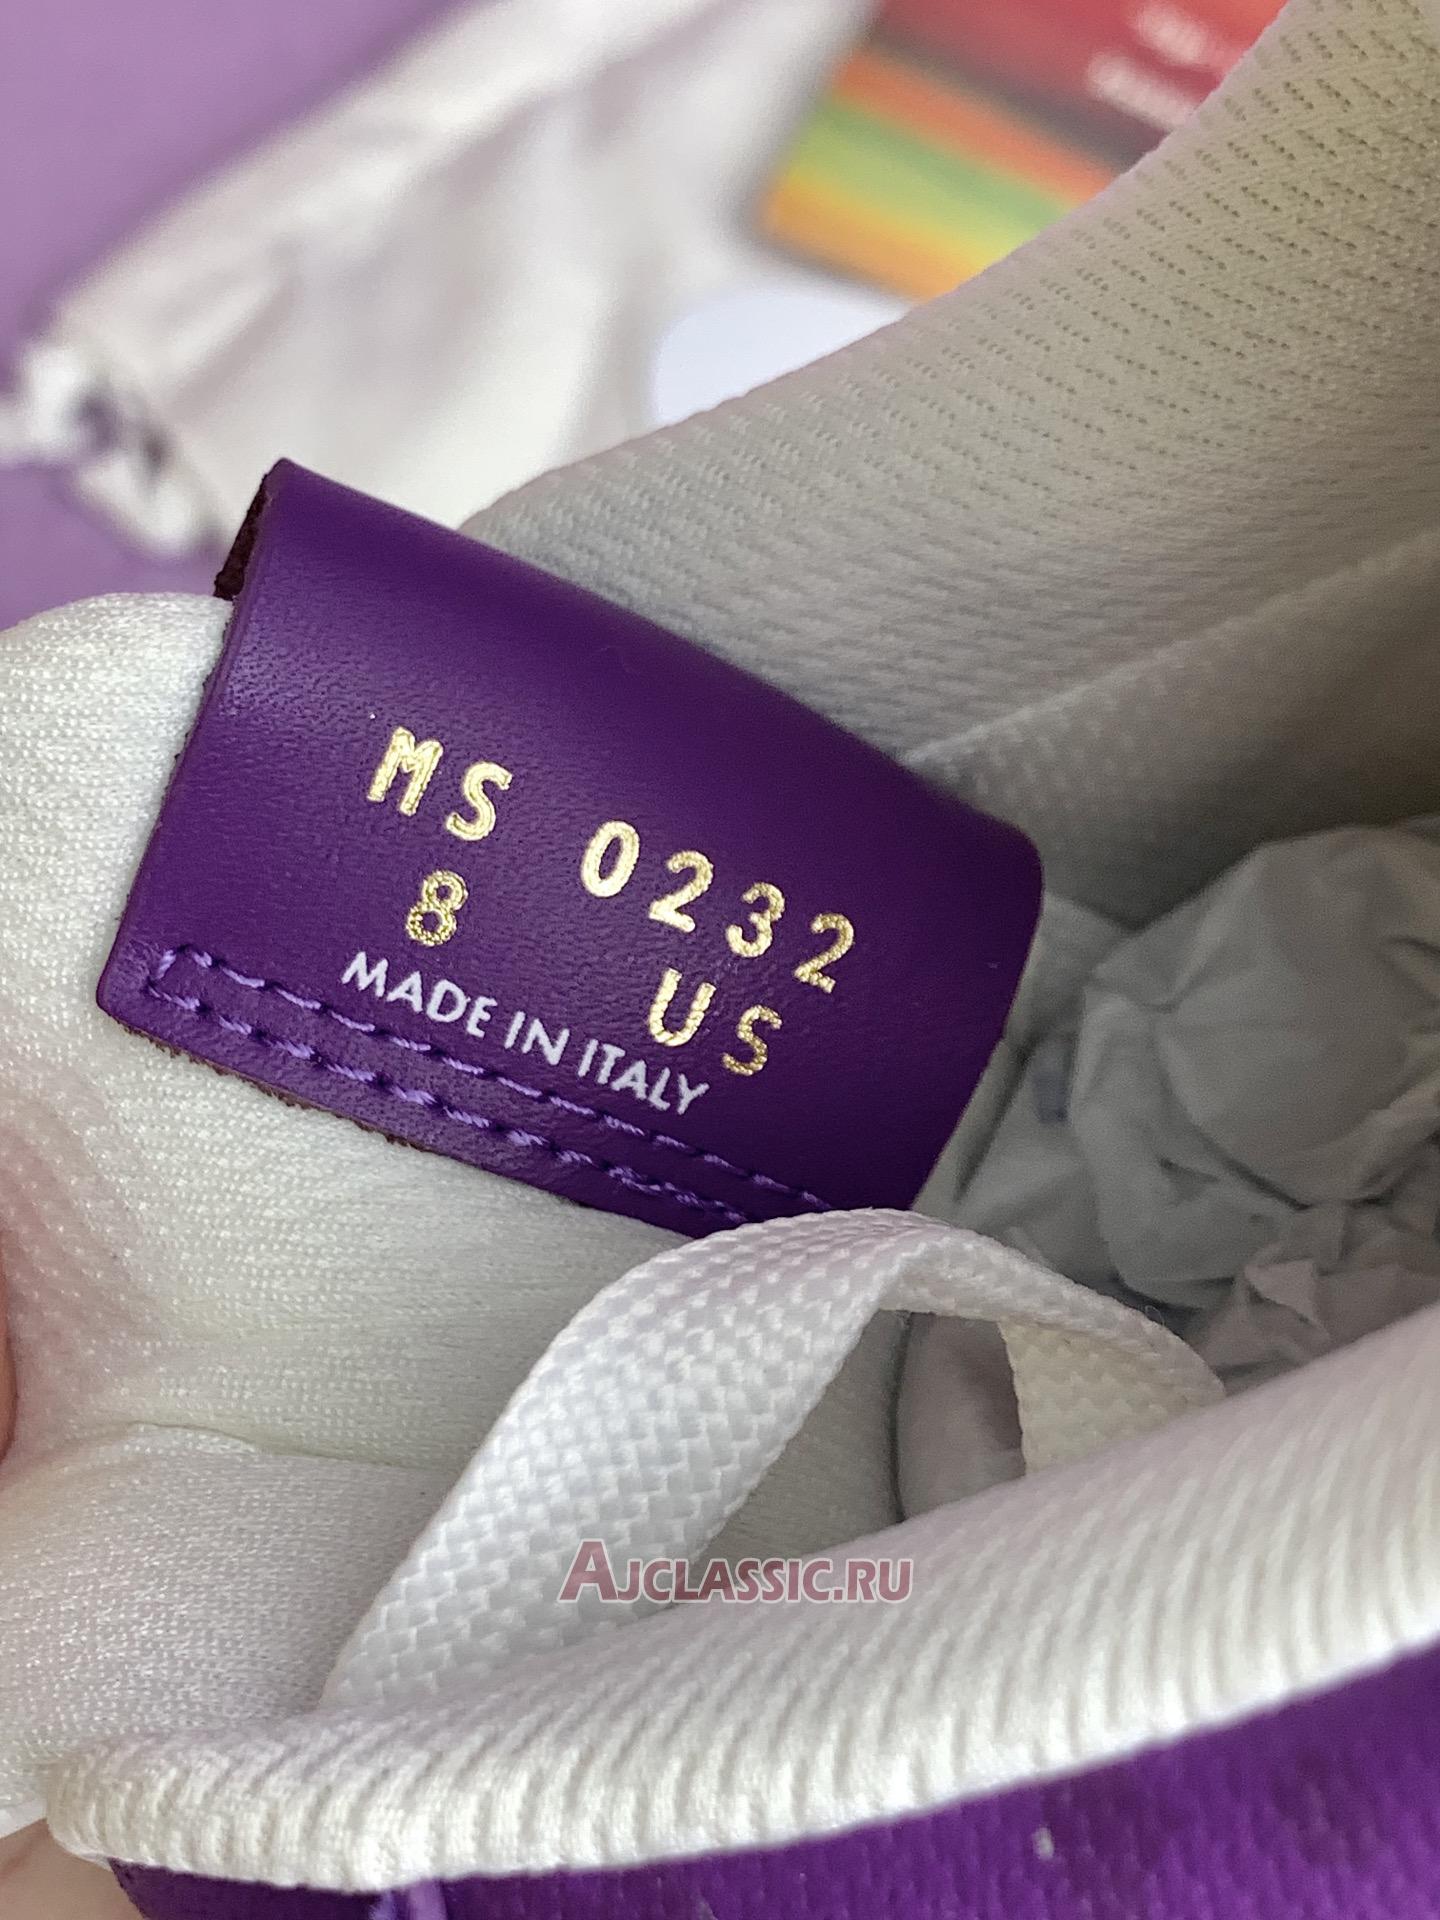 MS 0232
8 US
MADE IN ITALY
AJCLASSIC.RU